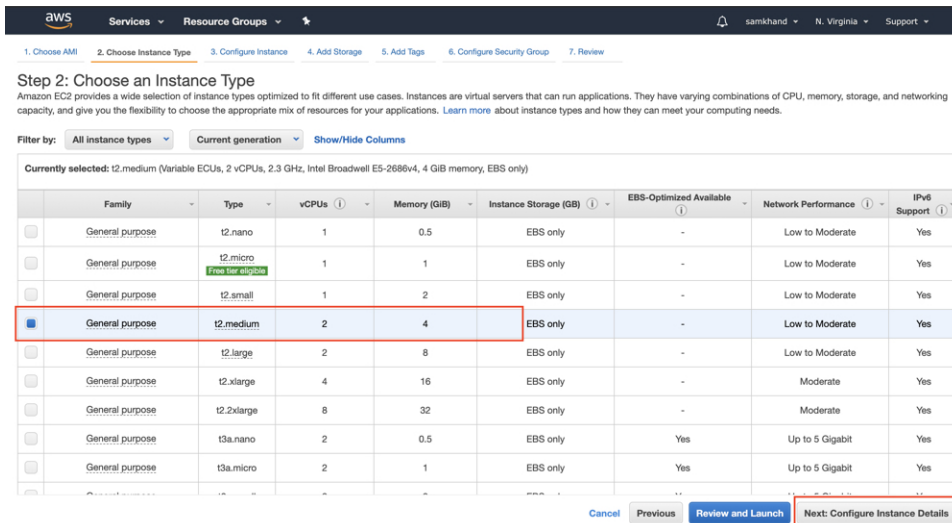 aws Services Resource Groups samkhand N. Virginia Support
1. Choose AMI 2. Choose Instance Type 3. Configure Instance 4. Add Storage 5. Add Tags 6. Configure Security Group 7. Review
Step 2: Choose an Instance Type
Amazon EC2 provides a wide selection of instance types optimized to fit different use cases. Instances are virtual servers that can run applications. They have varying combinations of CPU, memory, storage, and networking
capacity, and give you the flexibility to choose the appropriate mix of resources for your applications. Learn more about instance types and how they can meet your computing needs.
Filter by: All instance types Current generation Show/Hide Columns
Currently selected: t2.medium (Variable ECUs, 2 vCPUs, 2.3 GHz, Intel Broadwell E5-2686v4, 4 GiB memory, EBS only)
Family Type vCPUs Memory (GiB) Instance Storage (GB) EBS-Optimized Available Network Performance IPv6 Support
General purpose t2.nano 1 0.5 EBS only - Low to Moderate Yes
General purpose t2.micro 1 1 EBS only - Low to Moderate Yes
Free tier eligible
General purpose t2.small 1 2 EBS only - Low to Moderate Yes
General purpose t2.medium 2 4 EBS only - Low to Moderate Yes
General purpose t2.large 2 8 EBS only - Low to Moderate Yes
General purpose t2.xlarge 4 16 EBS only - Moderate Yes
General purpose t2.2xlarge 8 32 EBS only - Moderate Yes
General purpose t3a.nano 2 0.5 EBS only Yes Up to 5 Gigabit Yes
General purpose t3a.micro 2 1 EBS only Yes Up to 5 Gigabit Yes
Cancel Previous Review and Launch Next: Configure Instance Details